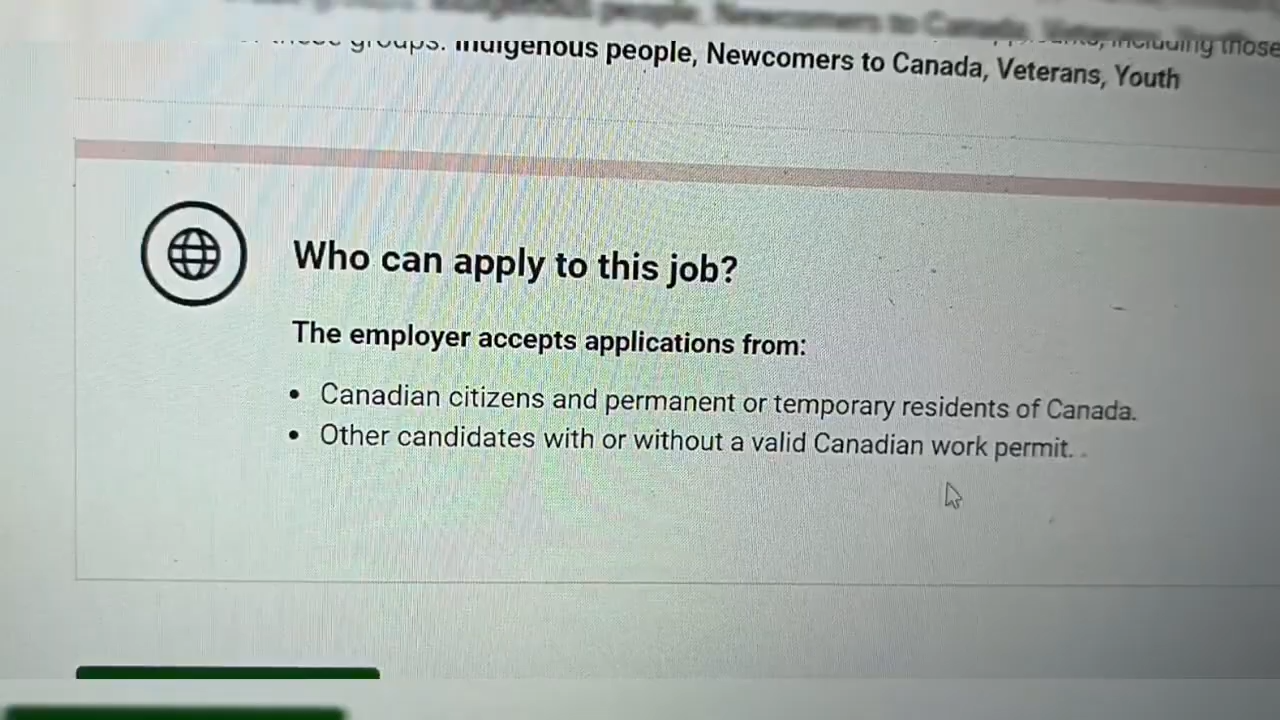 groups. Indigenous people, Newcomers to Canada, Veterans, Youth
Who can apply to this job?
The employer accepts applications from:
• Canadian citizens and permanent or temporary residents of Canada.
• Other candidates with or without a valid Canadian work permit.